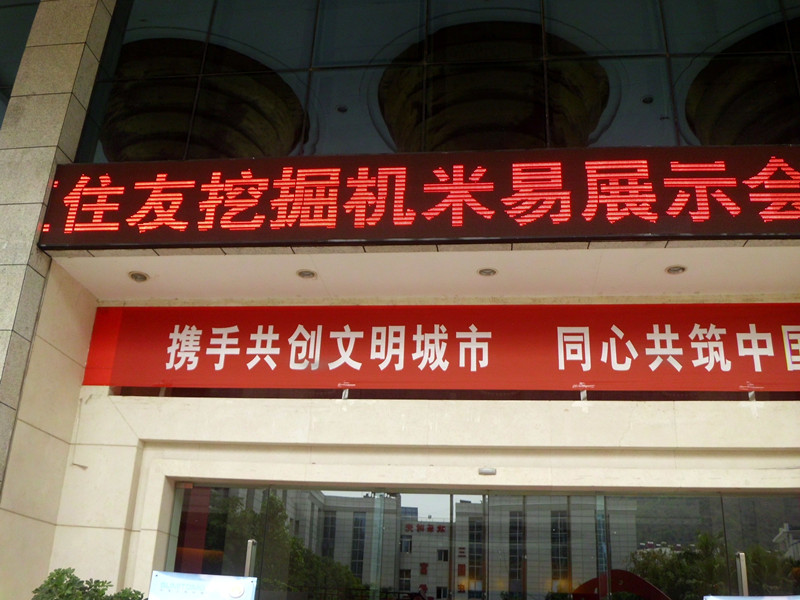 住友挖掘机米易展示会
携手共创文明城市 同心共筑中国